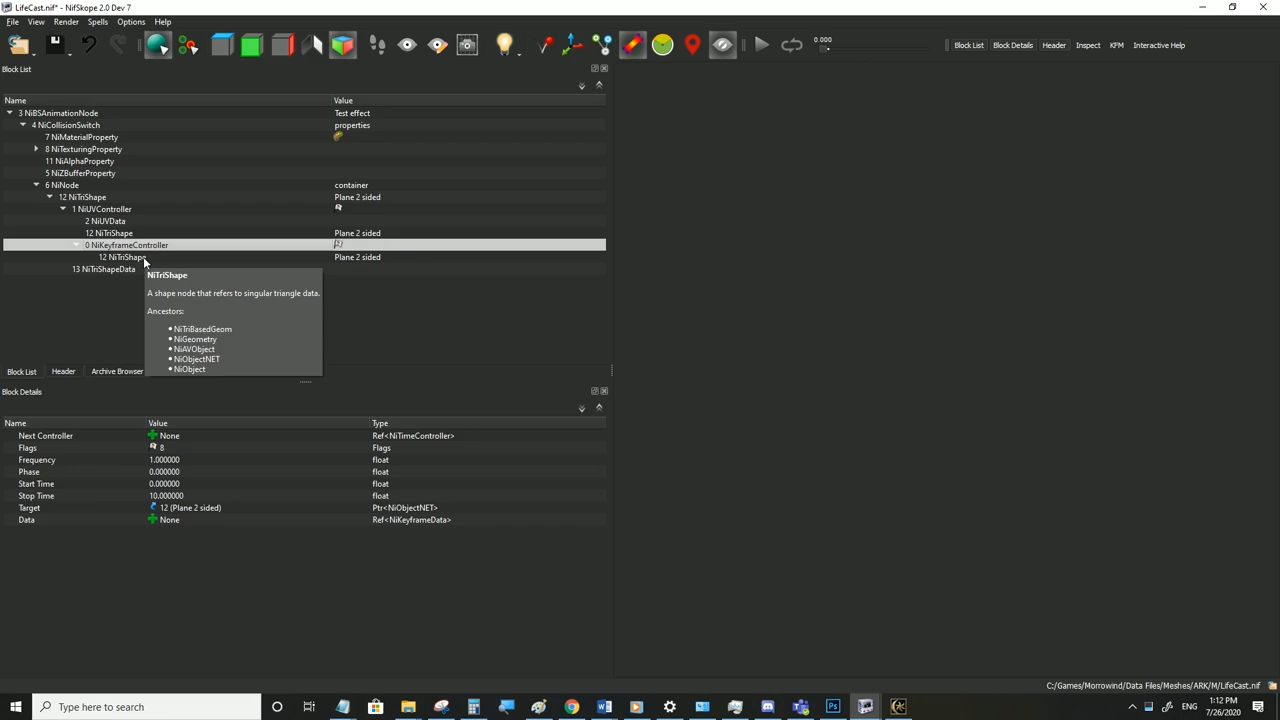 LifeCast.nif* - NifSkope 2.0 Dev 7
File View Render Spells Options Help
0.000
Block List Block Details Header Inspect KFM Interactive Help
Block List
Name Value
3 NiBSAnimationNode Test effect
4 NiCollisionSwitch properties
7 NiMaterialProperty
8 NiTexturingProperty
11 NiAlphaProperty
5 NiZBufferProperty
6 NiNode container
12 NiTriShape Plane 2 sided
1 NiUVController
2 NiUVData
12 NiTriShape Plane 2 sided
0 NiKeyframeController
12 NiTriShape Plane 2 sided
13 NiTriShapeData
NiTriShape
A shape node that refers to singular triangle data.
Ancestors:
• NiTriBasedGeom
• NiGeometry
• NiAVObject
• NiObjectNET
• NiObject
Block List Header Archive Browser
Block Details
Name Value Type
Next Controller None Ref<NiTimeController>
Flags 8 Flags
Frequency 1.000000 float
Phase 0.000000 float
Start Time 0.000000 float
Stop Time 10.000000 float
Target 12 (Plane 2 sided) Ptr<NiObjectNET>
Data None Ref<NiKeyframeData>
C:/Games/Morrowind/Data Files/Meshes/ARK/M/LifeCast.nif
Type here to search
ENG
1:12 PM
7/26/2020